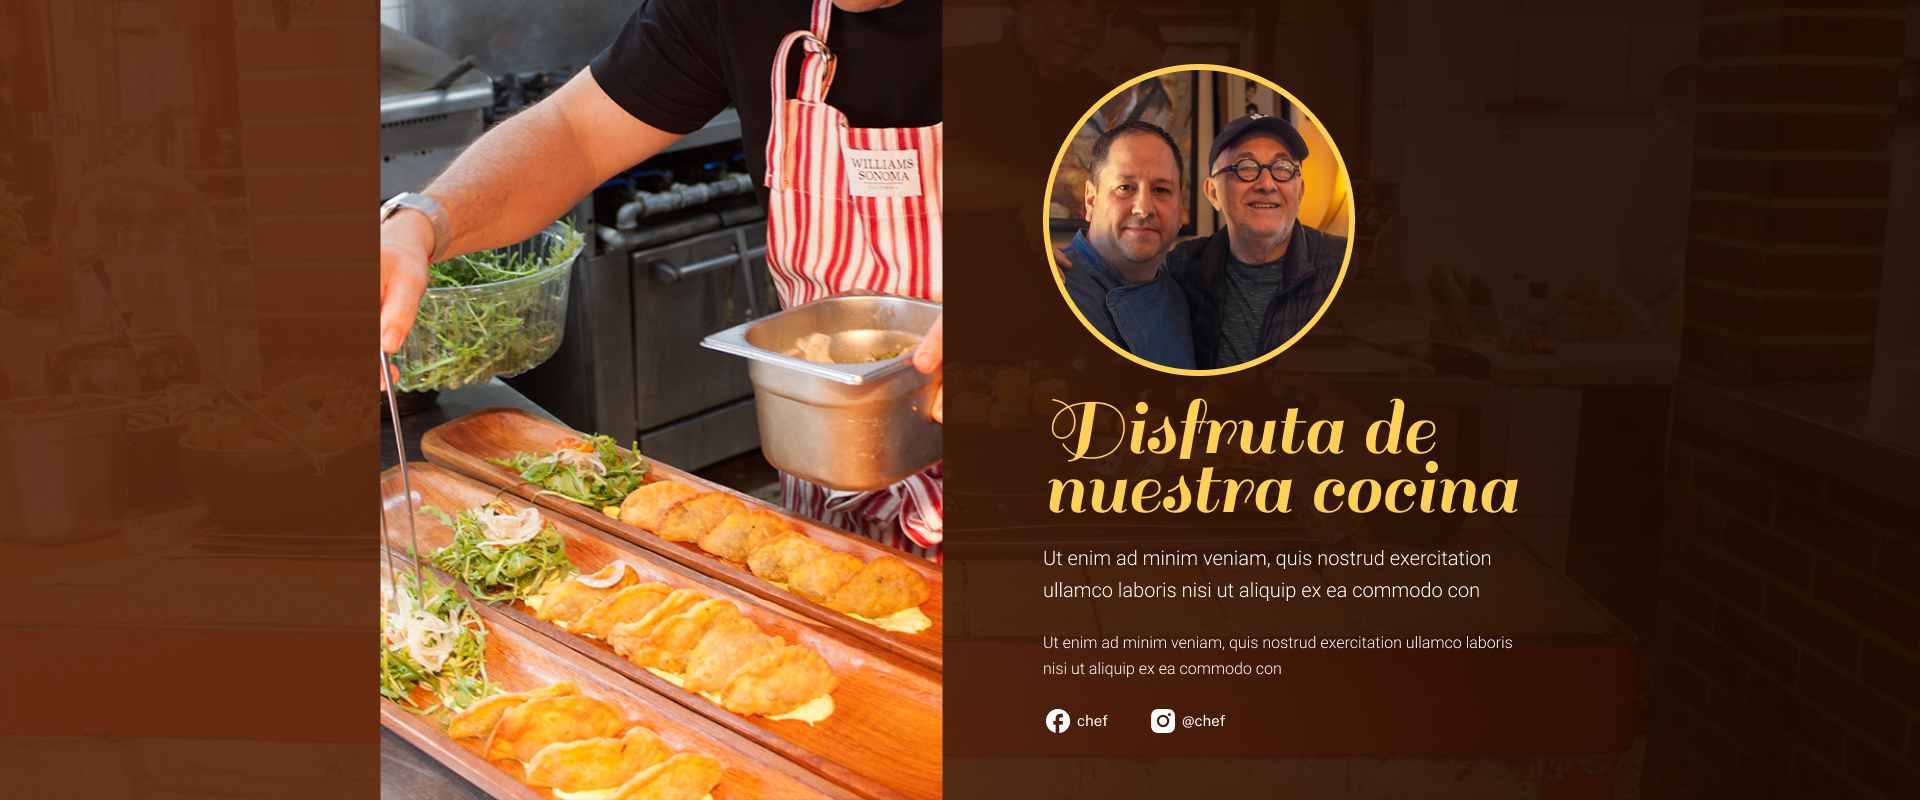 WILLIAMS
SONOMA
Disfruta de
nuestra cocina
Ut enim ad minim veniam, quis nostrud exercitation
ullamco laboris nisi ut aliquip ex ea commodo con
Ut enim ad minim veniam, quis nostrud exercitation ullamco laboris
nisi ut aliquip ex ea commodo con
chef
@chef